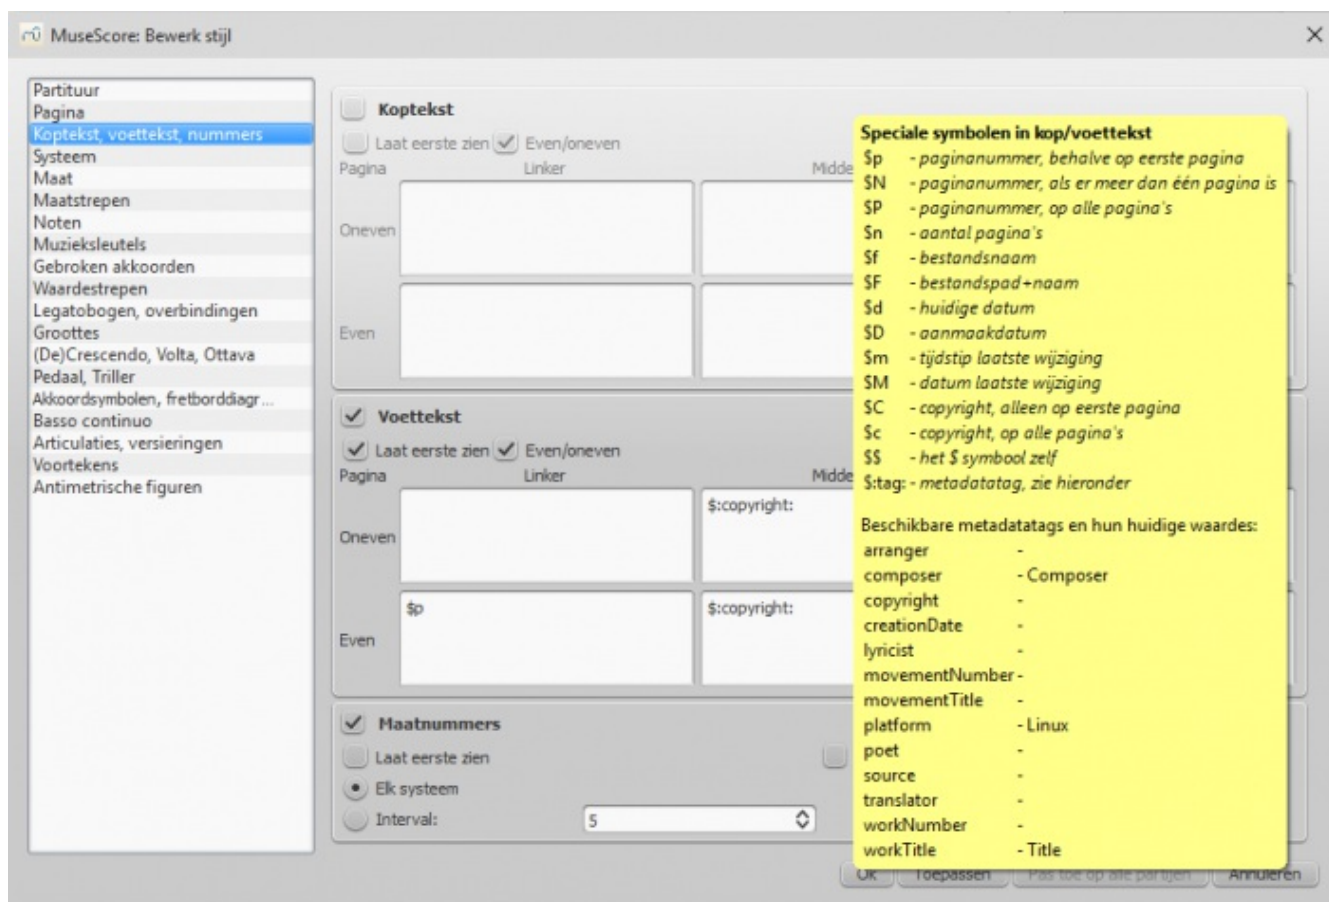 MuseScore: Bewerk stijl
Partituur
Pagina
Koptekst, voettekst, nummers
Systeem
Maat
Maatstrepen
Noten
Muzieksleutels
Gebroken akkoorden
Waardestrepen
Legatobogen, overbindingen
Groottes
(De)Crescendo, Volta, Ottava
Pedaal, Triller
Akkoordsymbolen, fretborddiagr...
Basso continuo
Articulaties, versieringen
Voortekens
Antimetrische figuren
Koptekst
Laat eerste zien Even/oneven
Pagina Linker Midde
Oneven
Even
Voettekst
Laat eerste zien Even/oneven
Pagina Linker Midde
$:copyright:
Oneven
$p $:copyright:
Even
Maatnummers
Laat eerste zien
Elk systeem
Interval: 5
Speciale symbolen in kop/voettekst
$p - paginanummer, behalve op eerste pagina
$N - paginanummer, als er meer dan één pagina is
$P - paginanummer, op alle pagina's
$n - aantal pagina's
$f - bestandsnaam
$F - bestandspad+naam
$d - huidige datum
$D - aanmaakdatum
$m - tijdstip laatste wijziging
$M - datum laatste wijziging
$C - copyright, alleen op eerste pagina
$c - copyright, op alle pagina's
$$ - het $ symbool zelf
$:tag: - metadatatag, zie hieronder
Beschikbare metadatatags en hun huidige waardes:
arranger -
composer - Composer
copyright -
creationDate -
lyricist -
movementNumber -
movementTitle -
platform - Linux
poet -
source -
translator -
workNumber -
workTitle - Title
Ok Toepassen Pas toe op alle partijen Annuleren